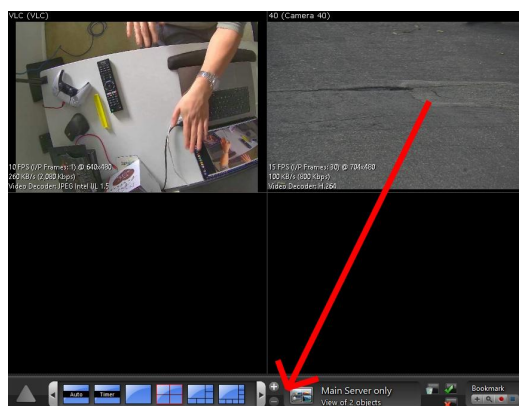 VLC (VLC)
40 (Camera 40)
10 FPS (I/P Frames: 1) @ 640x480
260 KB/s (2,080 Kbps)
Video Decoder: JPEG Intel IJL 1.5
15 FPS (I/P Frames: 30) @ 704x480
100 KB/s (800 Kbps)
Video Decoder: H.264
Auto
Timer
Main Server only
View of 2 objects
Bookmark